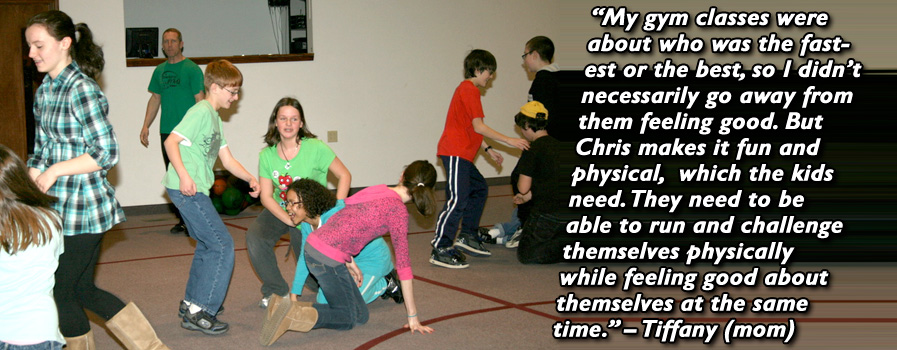 “My gym classes were
about who was the fast-
est or the best, so I didn’t
necessarily go away from
them feeling good. But
Chris makes it fun and
physical,  which the kids
need. They need to be
able to run and challenge
themselves physically
while feeling good about
themselves at the same
time.” – Tiffany (mom)